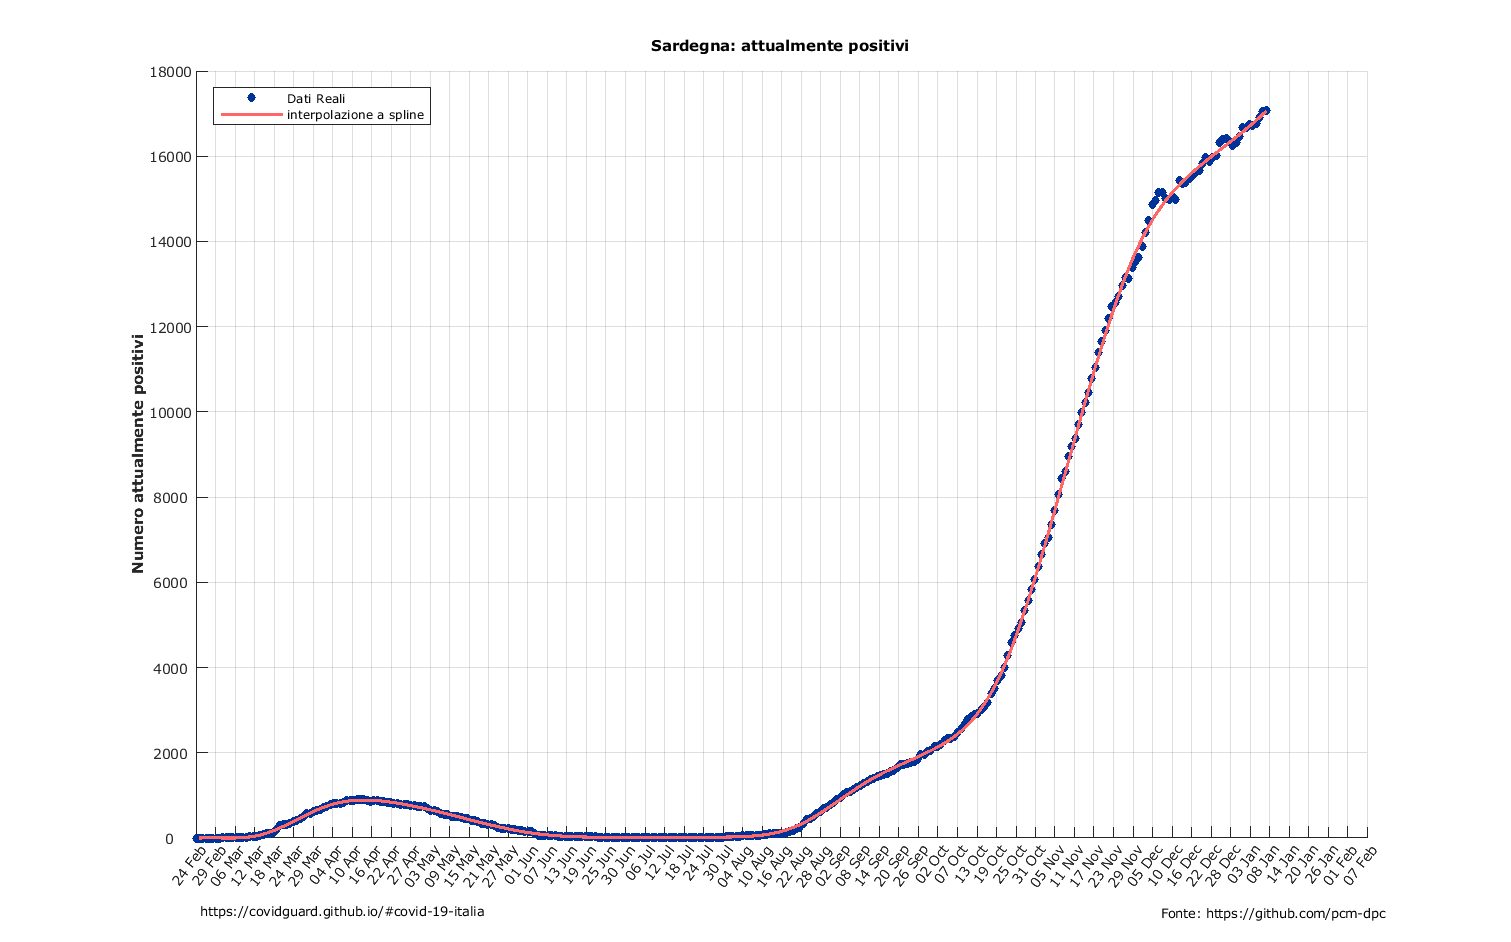 Sardegna: attualmente positivi
Numero attualmente positivi
18000
16000
14000
12000
10000
8000
6000
4000
2000
0
Dati Reali
interpolazione a spline
24 Feb
29 Feb
06 Mar
12 Mar
18 Mar
24 Mar
29 Mar
04 Apr
10 Apr
16 Apr
22 Apr
27 Apr
03 May
09 May
15 May
21 May
27 May
01 Jun
07 Jun
13 Jun
19 Jun
25 Jun
30 Jun
06 Jul
12 Jul
18 Jul
24 Jul
30 Jul
04 Aug
10 Aug
16 Aug
22 Aug
28 Aug
02 Sep
08 Sep
14 Sep
20 Sep
26 Sep
02 Oct
07 Oct
13 Oct
19 Oct
25 Oct
31 Oct
05 Nov
11 Nov
17 Nov
23 Nov
29 Nov
05 Dec
10 Dec
16 Dec
22 Dec
28 Dec
03 Jan
08 Jan
14 Jan
20 Jan
26 Jan
01 Feb
07 Feb
https://covidguard.github.io/#covid-19-italia
Fonte: https://github.com/pcm-dpc